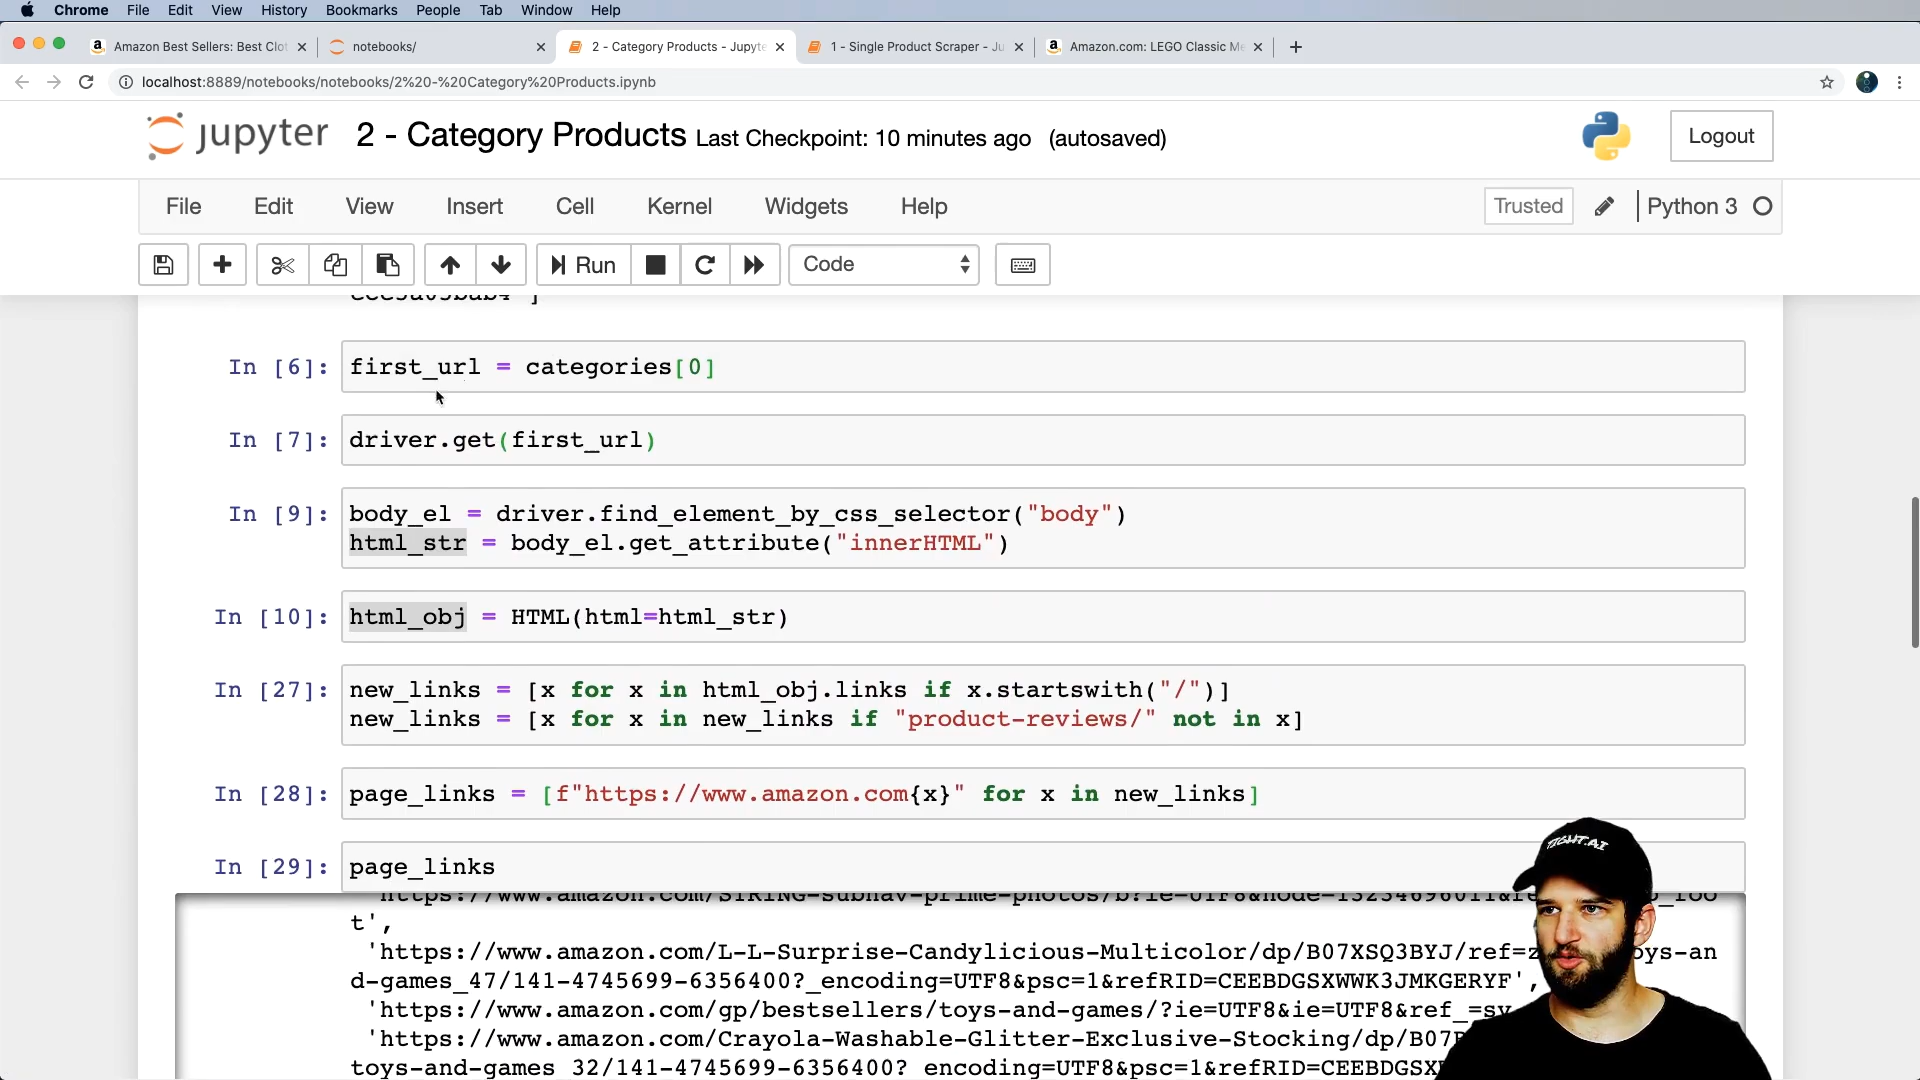 Chrome File Edit View History Bookmarks People Tab Window Help
Amazon Best Sellers: Best Clot notebooks/ 2 - Category Products - Jupyte 1 - Single Product Scraper - Ju Amazon.com: LEGO Classic Me
localhost:8889/notebooks/notebooks/2%20-%20Category%20Products.ipynb
jupyter 2 - Category Products Last Checkpoint: 10 minutes ago (autosaved) Logout
File Edit View Insert Cell Kernel Widgets Help Trusted Python 3
Run Code
In [6]: first_url = categories[0]
In [7]: driver.get(first_url)
In [9]: body_el = driver.find_element_by_css_selector("body")
html_str = body_el.get_attribute("innerHTML")
In [10]: html_obj = HTML(html=html_str)
In [27]: new_links = [x for x in html_obj.links if x.startswith("/")]
new_links = [x for x in new_links if "product-reviews/" not in x]
In [28]: page_links = [f"https://www.amazon.com{x}" for x in new_links]
In [29]: page_links
t',
'https://www.amazon.com/L-L-Surprise-Candylicious-Multicolor/dp/B07XSQ3BYJ/ref=z oys-an
d-games_47/141-4745699-6356400?_encoding=UTF8&psc=1&refRID=CEEBDGSXWWK3JMKGERYF',
'https://www.amazon.com/gp/bestsellers/toys-and-games/?ie=UTF8&ie=UTF8&ref_=sv
'https://www.amazon.com/Crayola-Washable-Glitter-Exclusive-Stocking/dp/B07
toys-and-games_32/141-4745699-6356400?_encoding=UTF8&psc=1&refRID=CEEBDGSX
TIGHT.AI